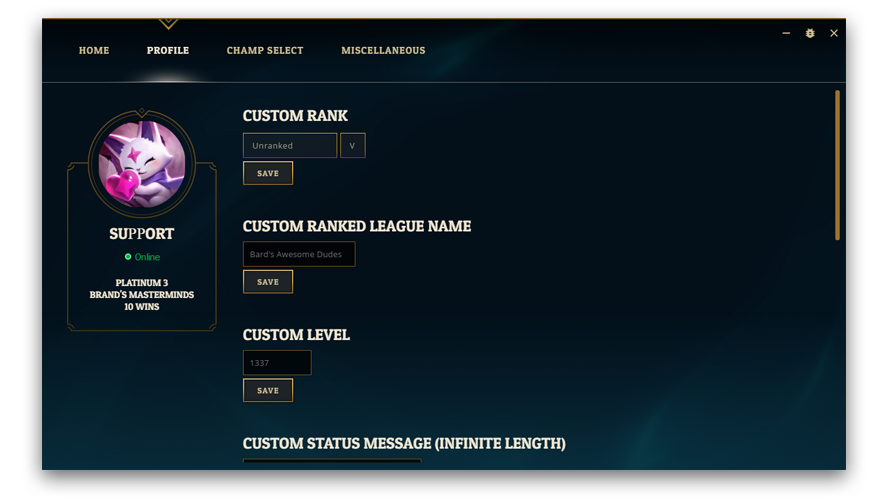 HOME PROFILE CHAMP SELECT MISCELLANEOUS
SUPPORT
Online
PLATINUM 3
BRAND'S MASTERMINDS
10 WINS
CUSTOM RANK
Unranked V
SAVE
CUSTOM RANKED LEAGUE NAME
Bard's Awesome Dudes
SAVE
CUSTOM LEVEL
1337
SAVE
CUSTOM STATUS MESSAGE (INFINITE LENGTH)